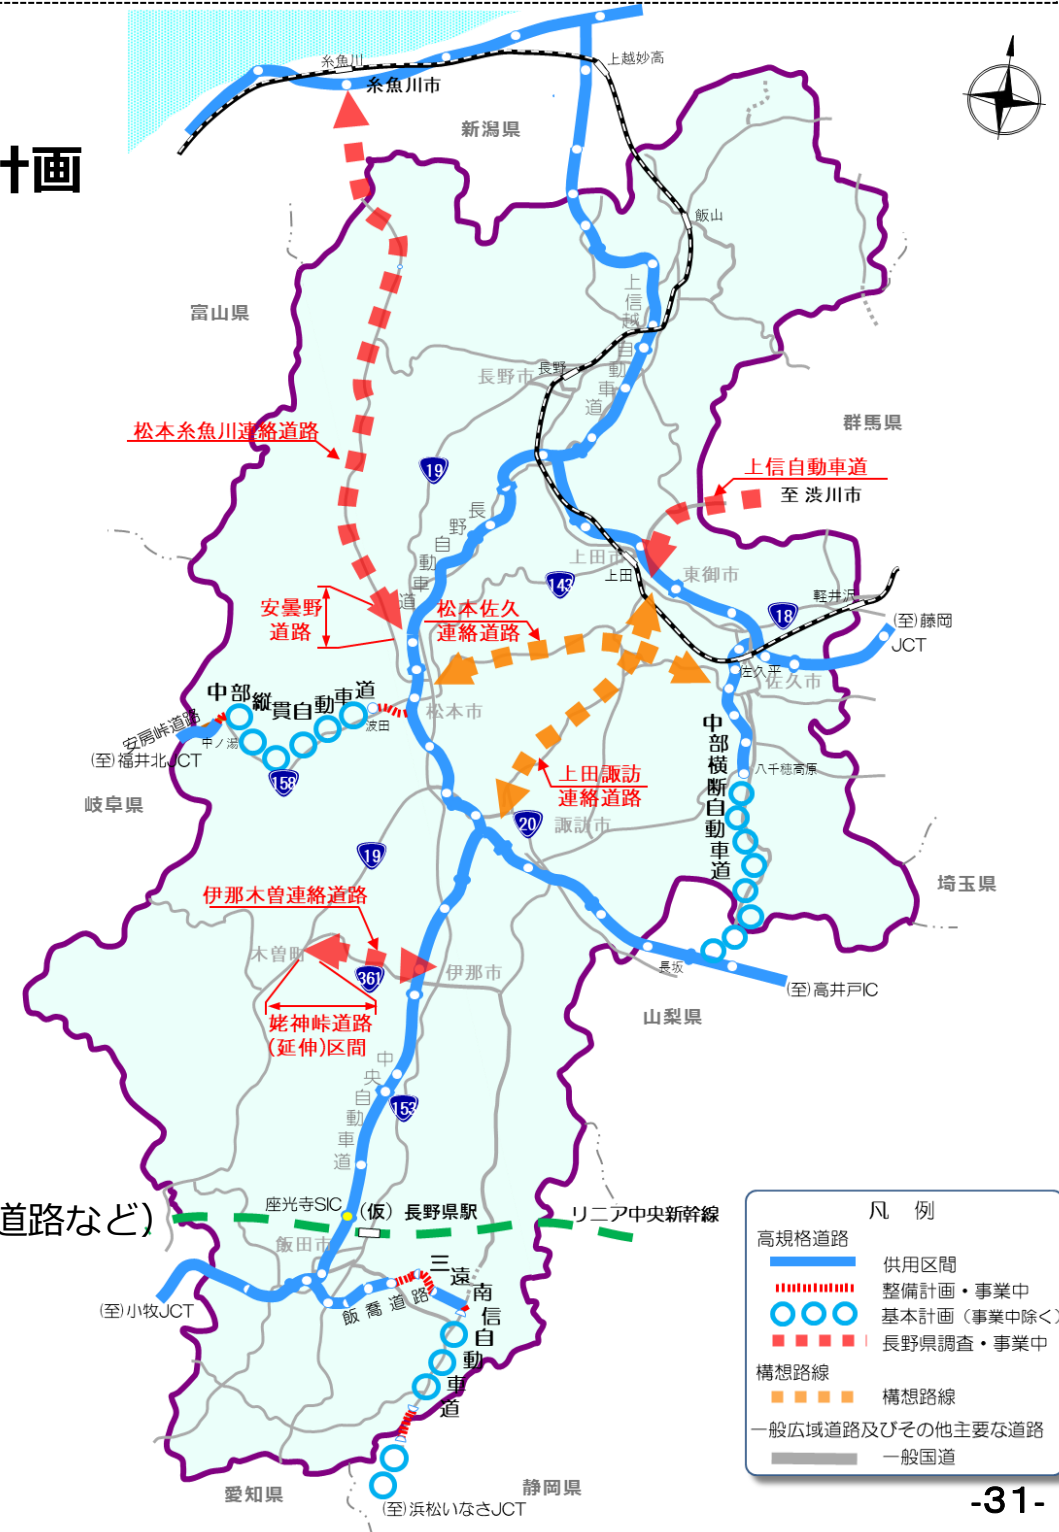 糸魚川
上越妙高
糸魚川市
新潟県
計画
飯山
富山県
上信越自動車道
長野市
長野
群馬県
松本糸魚川連絡道路
19
上信自動車道
至 渋川市
長野自動車道
上田市
上田
東御市
143
安曇野
道路
松本佐久
連絡道路
18
軽井沢
(至)藤岡
JCT
佐久平
佐久市
中部縦貫自動車道
松本市
波田
安房峠道路
中ノ湯
(至)福井北JCT
158
岐阜県
中部横断自動車道
八千穂高原
上田諏訪
連絡道路
20
諏訪市
19
埼玉県
伊那木曽連絡道路
木曽町
361
伊那市
長坂
(至)高井戸IC
山梨県
姥神峠道路
(延伸)区間
中央自動車道
153
道路など)
座光寺SIC
(仮) 長野県駅
リニア中央新幹線
飯田市
(至)小牧JCT
飯喬道路
三遠南信自動車道
愛知県
静岡県
(至)浜松いなさJCT
凡 例
高規格道路
供用区間
整備計画・事業中
基本計画(事業中除く)
長野県調査・事業中
構想路線
構想路線
一般広域道路及びその他主要な道路
一般国道
-31-